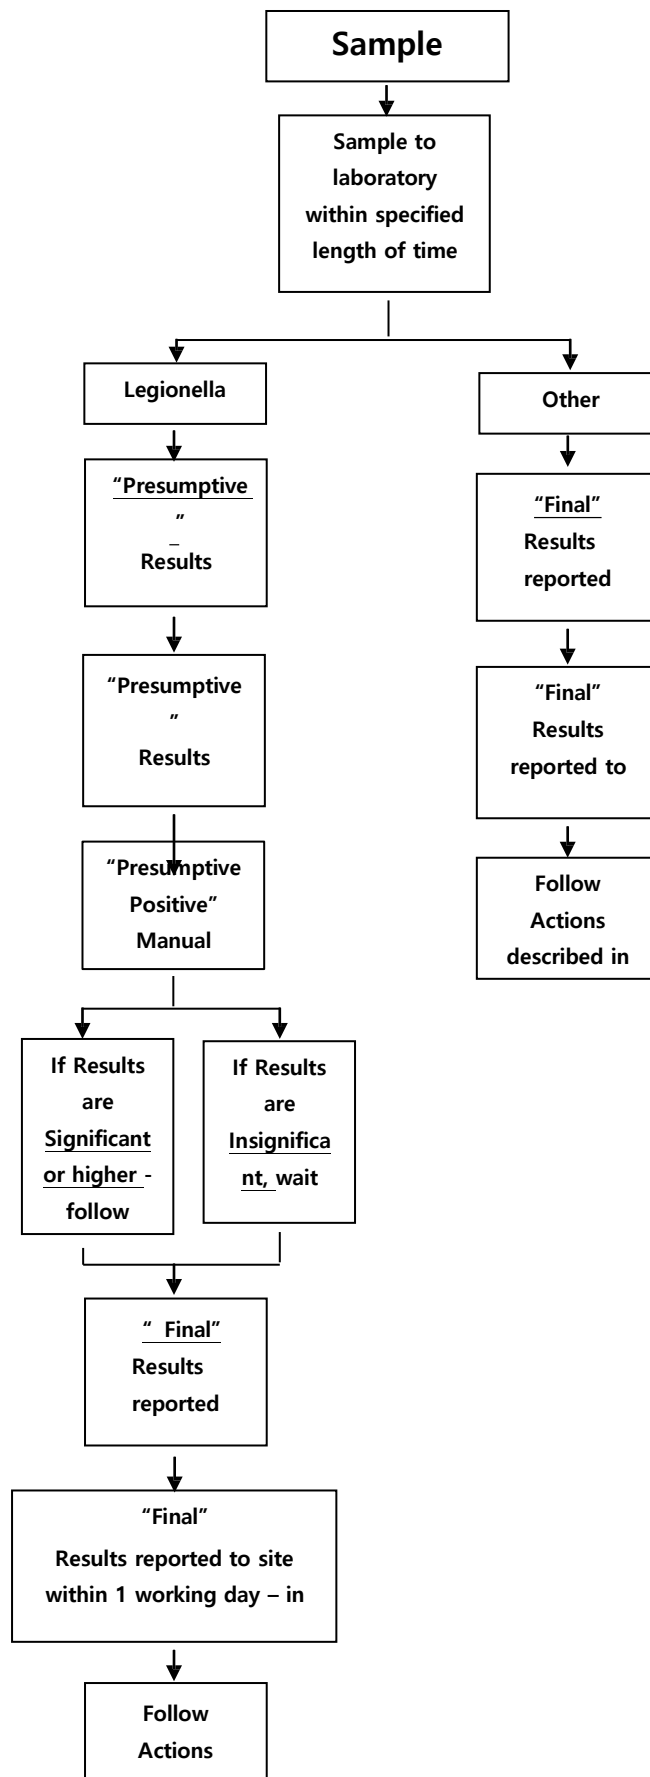 Sample
Sample to
laboratory
within specified
length of time
Legionella
Other
“Presumptive
”
Results
“Final”
Results
reported
“Presumptive
”
Results
“Final”
Results
reported to
“Presumptive
Positive”
Manual
Follow
Actions
described in
If Results
are
Significant
or higher -
follow
If Results
are
Insignifica
nt, wait
“ Final”
Results
reported
“Final”
Results reported to site
within 1 working day – in
Follow
Actions